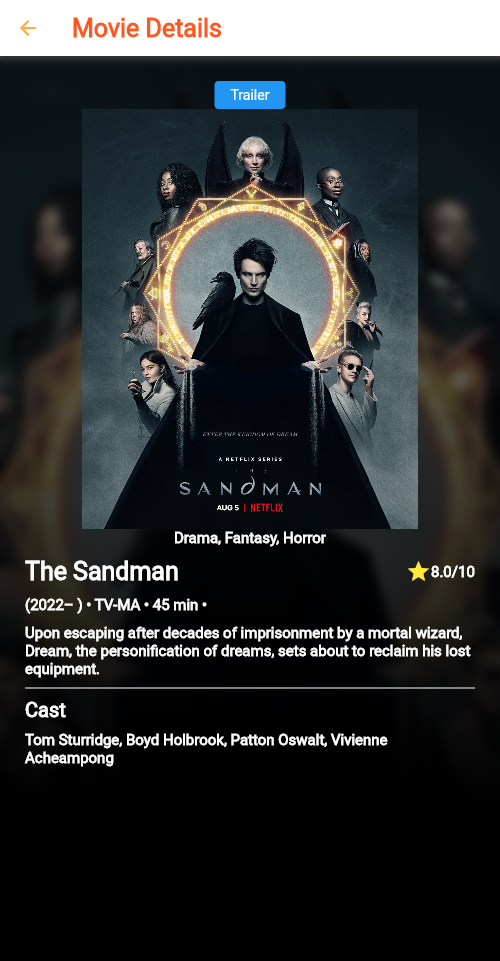 Movie Details
Trailer
ENTER THE KINGDOM OF DREAM
A NETFLIX SERIES
THE
SANDMAN
AUG 5 | NETFLIX
Drama, Fantasy, Horror
The Sandman
8.0/10
(2022– ) • TV-MA • 45 min •
Upon escaping after decades of imprisonment by a mortal wizard,
Dream, the personification of dreams, sets about to reclaim his lost
equipment.
Cast
Tom Sturridge, Boyd Holbrook, Patton Oswalt, Vivienne
Acheampong